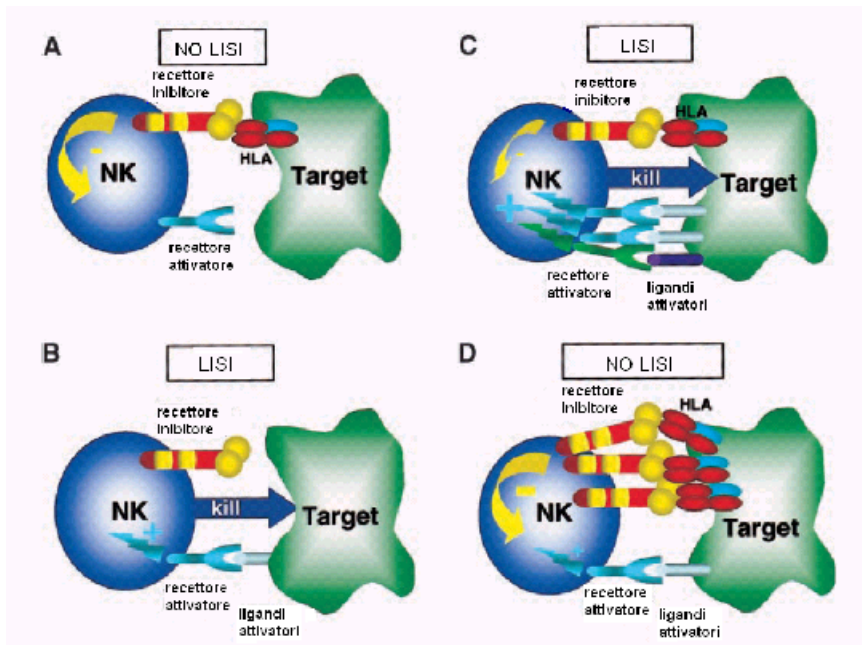 A
NO LISI
recettore
inibitore
HLA
NK
Target
recettore
attivatore
B
LISI
recettore
inibitore
NK
kill
Target
recettore
attivatore
ligandi
attivatori
C
LISI
recettore
inibitore
HLA
NK
kill
Target
recettore
attivatore
ligandi
attivatori
D
NO LISI
recettore
inibitore
HLA
NK
Target
recettore
attivatore
ligandi
attivatori